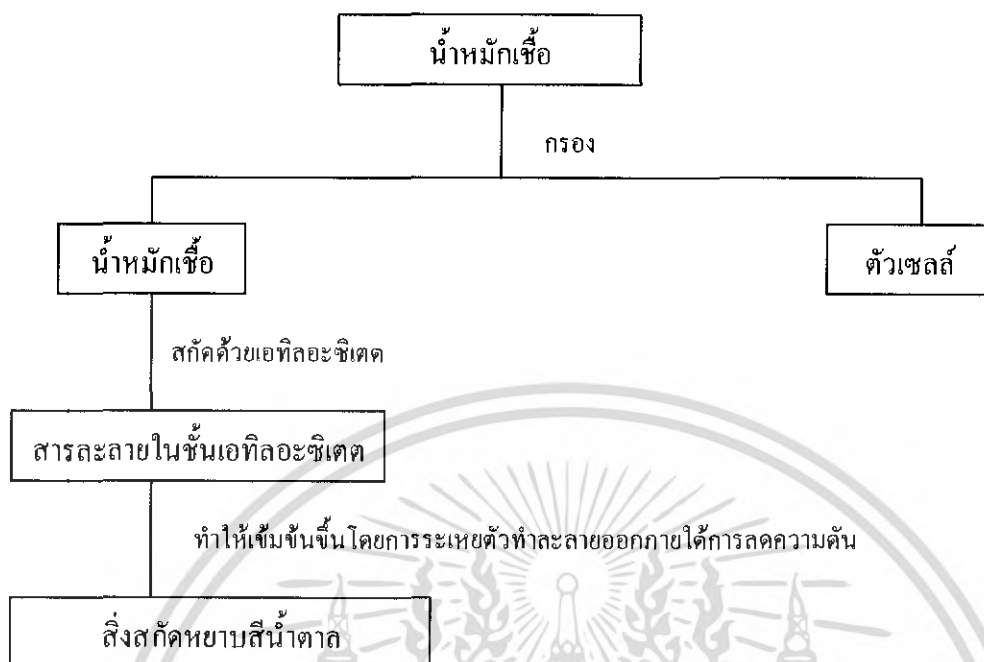 น้ำหมักเชื้อ
กรอง
น้ำหมักเชื้อ
ตัวเซลล์
สกัดด้วยเอทิลอะซิเตต
สารละลายในชั้นเอทิลอะซิเตต
ทำให้เข้มข้นขึ้นโดยการระเหยตัวทำละลายออกภายใต้การลดความดัน
สิ่งสกัดหยาบสีน้ำตาล